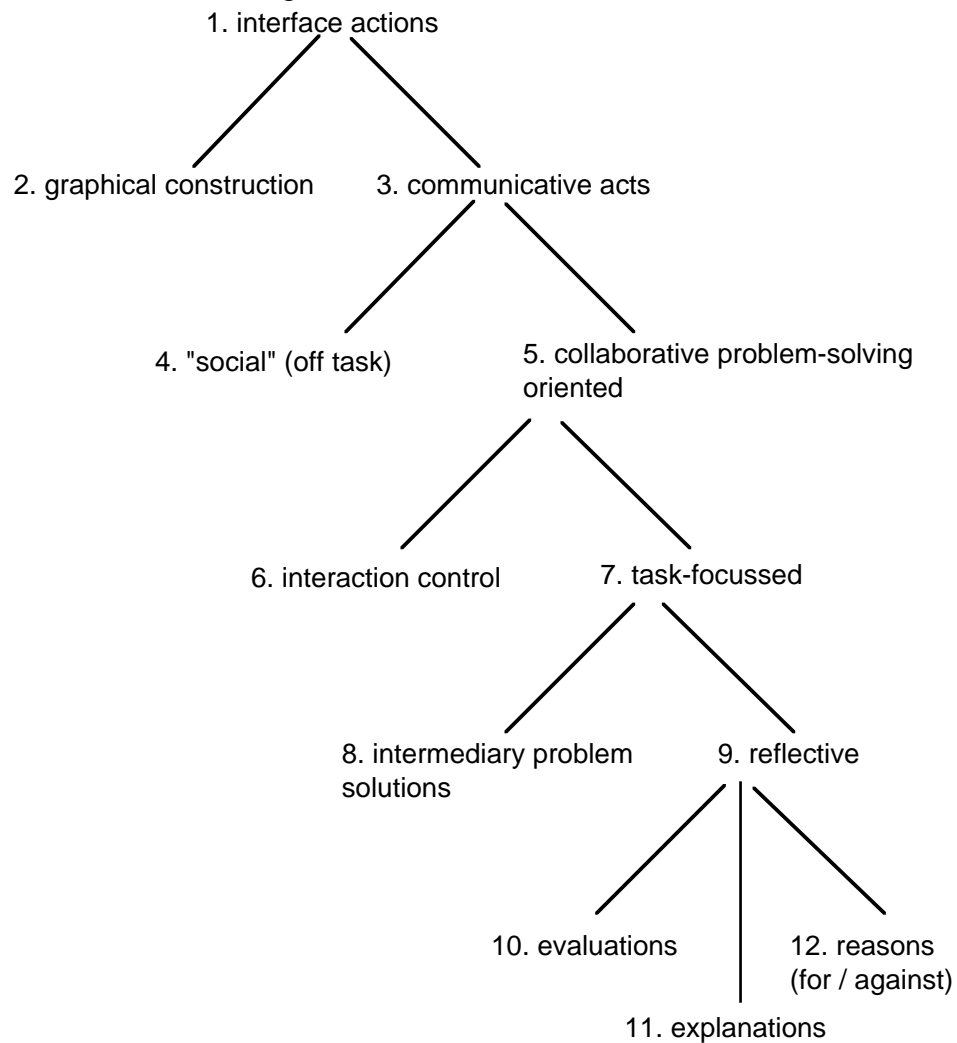 1. interface actions
2. graphical construction
3. communicative acts
4. "social" (off task)
5. collaborative problem-solving
oriented
6. interaction control
7. task-focussed
8. intermediary problem
solutions
9. reflective
10. evaluations
12. reasons
(for / against)
11. explanations